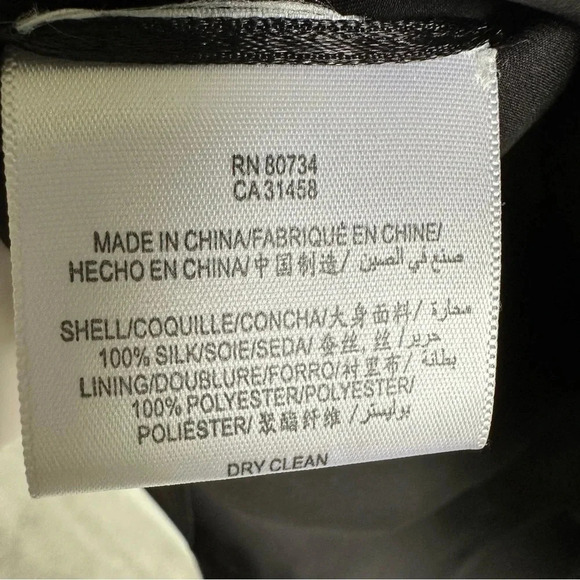 RN 80734
CA 31458
MADE IN CHINA/FABRIQUÉ EN CHINE/
HECHO EN CHINA/中国制造/ صنع في الصين
SHELL/COQUILLE/CONCHA/大身面料/ محارة/
100% SILK/SOIE/SEDA/ 蚕丝, 丝 / حرير/
LINING/DOUBLURE/FORRO/衬里布/ بطانة/
100% POLYESTER/POLYESTER/
POLIÉSTER/ 聚酯纤维/ بوليستر/
DRY CLEAN